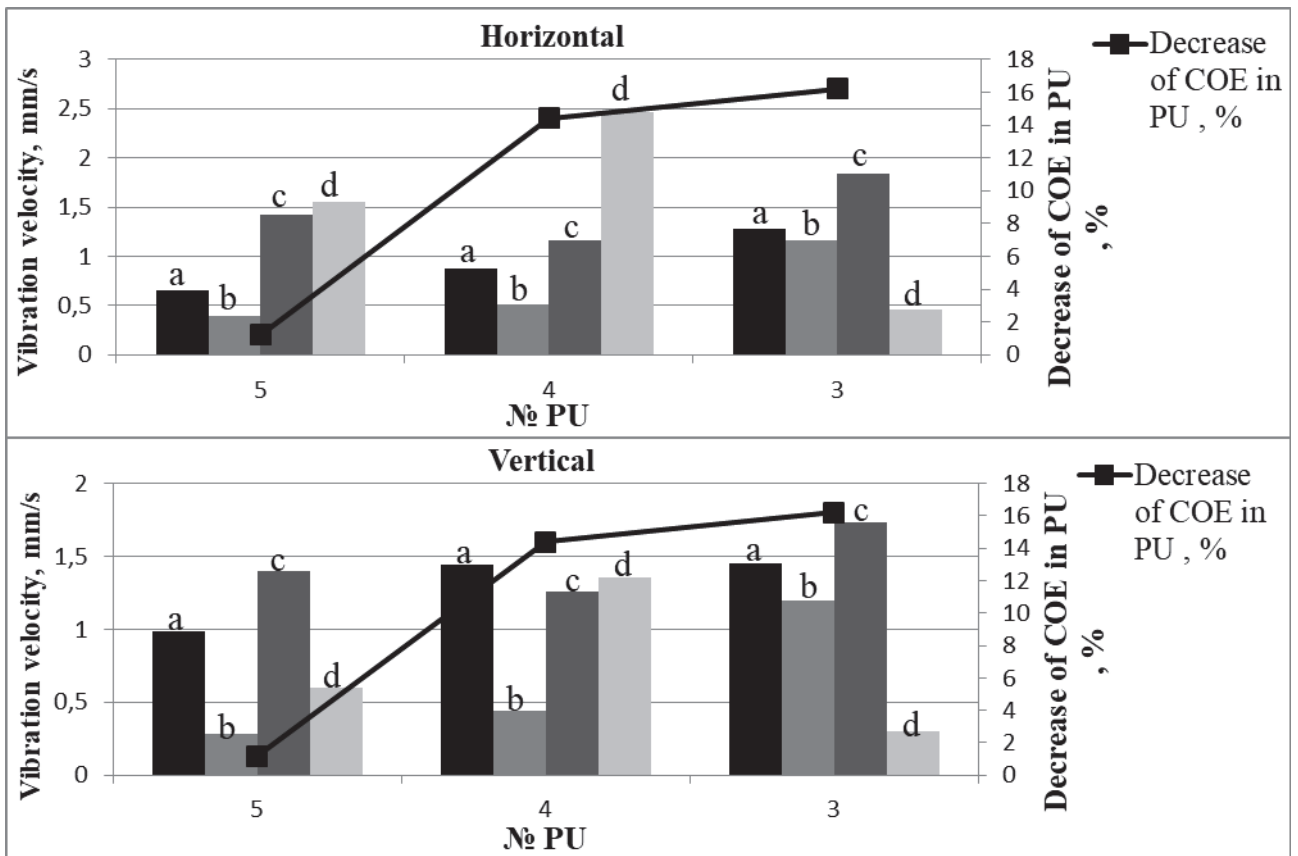 Horizontal
Vibration velocity, mm/s
3
2,5
2
1,5
1
0,5
0
a
b
c
d
a
b
c
d
a
b
c
d
5
4
3
№ PU
18
16
14
12
10
8
6
4
2
0
Decrease of COE in PU
, %
Decrease
of COE in
PU , %
Vertical
Vibration velocity, mm/s
2
1,5
1
0,5
0
a
b
c
d
a
b
c
d
a
b
c
d
5
4
3
№ PU
18
16
14
12
10
8
6
4
2
0
Decrease of COE in PU
, %
Decrease
of COE in
PU , %